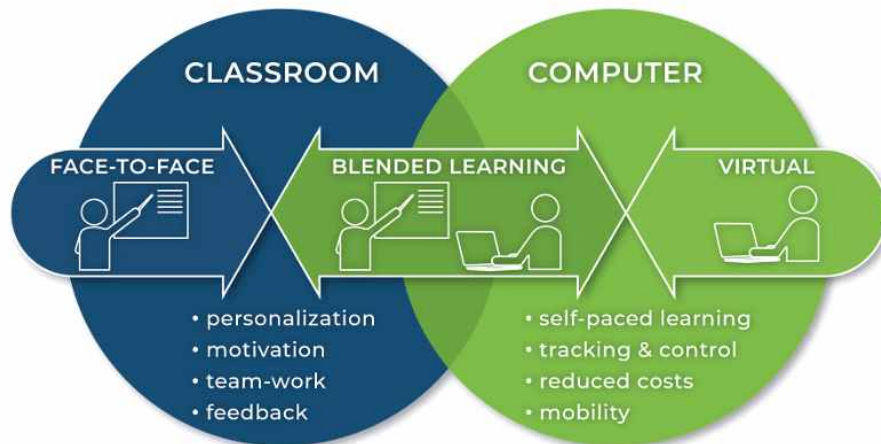 CLASSROOM
COMPUTER
FACE-TO-FACE
BLENDED LEARNING
VIRTUAL
• personalization
• motivation
• team-work
• feedback
• self-paced learning
• tracking & control
• reduced costs
• mobility